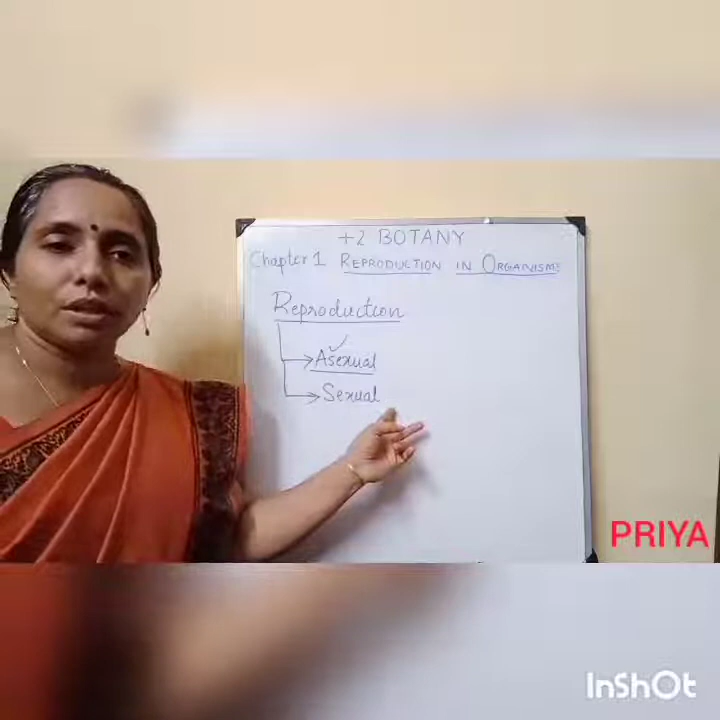 +2 BOTANY
Chapter 1 REPRODUCTION IN ORGANISMS
Reproduction
Asexual
Sexual
PRIYA
InShOt